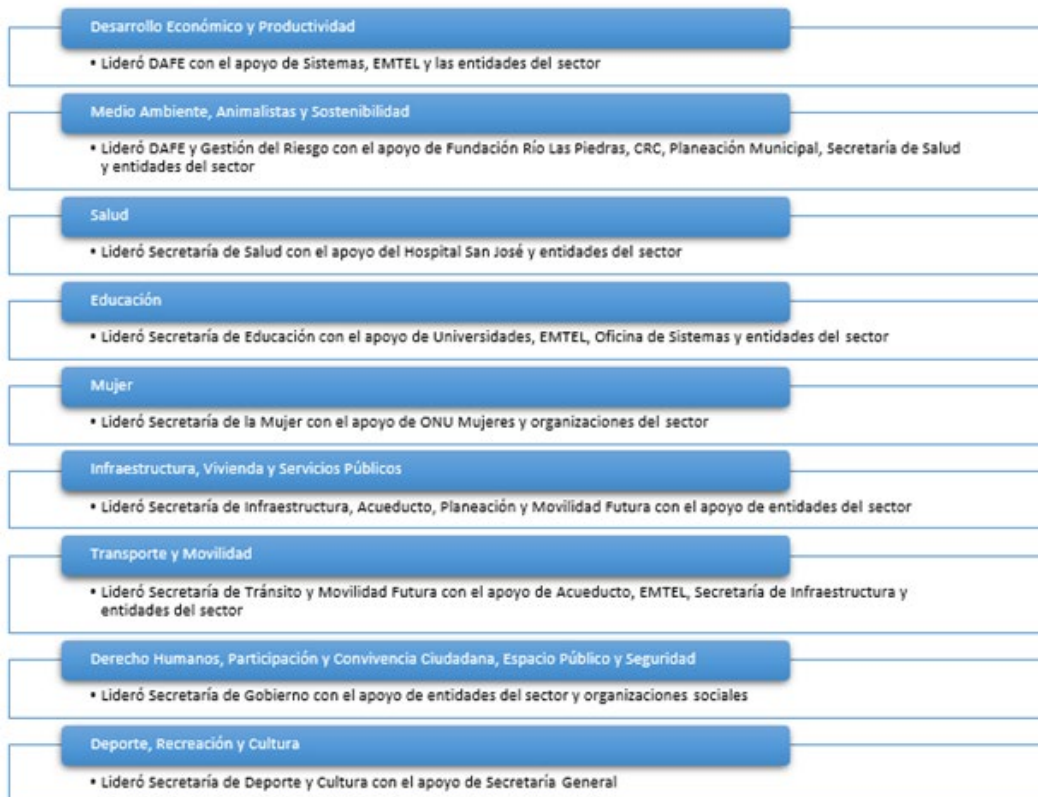 Desarrollo Económico y Productividad
• Lideró DAFE con el apoyo de Sistemas, EMTEL y las entidades del sector
Medio Ambiente, Animalistas y Sostenibilidad
• Lideró DAFE y Gestión del Riesgo con el apoyo de Fundación Río Las Piedras, CRC, Planeación Municipal, Secretaría de Salud
y entidades del sector
Salud
• Lideró Secretaría de Salud con el apoyo del Hospital San José y entidades del sector
Educación
• Lideró Secretaría de Educación con el apoyo de Universidades, EMTEL, Oficina de Sistemas y entidades del sector
Mujer
• Lideró Secretaría de la Mujer con el apoyo de ONU Mujeres y organizaciones del sector
Infraestructura, Vivienda y Servicios Públicos
• Lideró Secretaría de Infraestructura, Acueducto, Planeación y Movilidad Futura con el apoyo de entidades del sector
Transporte y Movilidad
• Lideró Secretaría de Tránsito y Movilidad Futura con el apoyo de Acueducto, EMTEL, Secretaría de Infraestructura y
entidades del sector
Derecho Humanos, Participación y Convivencia Ciudadana, Espacio Público y Seguridad
• Lideró Secretaría de Gobierno con el apoyo de entidades del sector y organizaciones sociales
Deporte, Recreación y Cultura
• Lideró Secretaría de Deporte y Cultura con el apoyo de Secretaría General